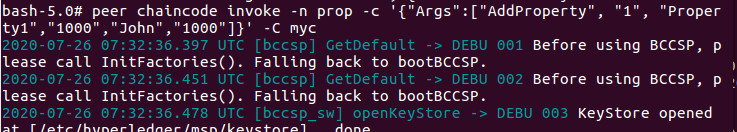 bash-5.0# peer chaincode invoke -n prop -c '{"Args":["AddProperty", "1", "Proper
ty1","1000","John","1000"]}' -C myc
2020-07-26 07:32:36.397 UTC [bccsp] GetDefault -> DEBU 001 Before using BCCSP, p
lease call InitFactories(). Falling back to bootBCCSP.
2020-07-26 07:32:36.451 UTC [bccsp] GetDefault -> DEBU 002 Before using BCCSP, p
lease call InitFactories(). Falling back to bootBCCSP.
2020-07-26 07:32:36.478 UTC [bccsp_sw] openKeyStore -> DEBU 003 KeyStore opened
at [/etc/hyperledger/msp/keystore]...done